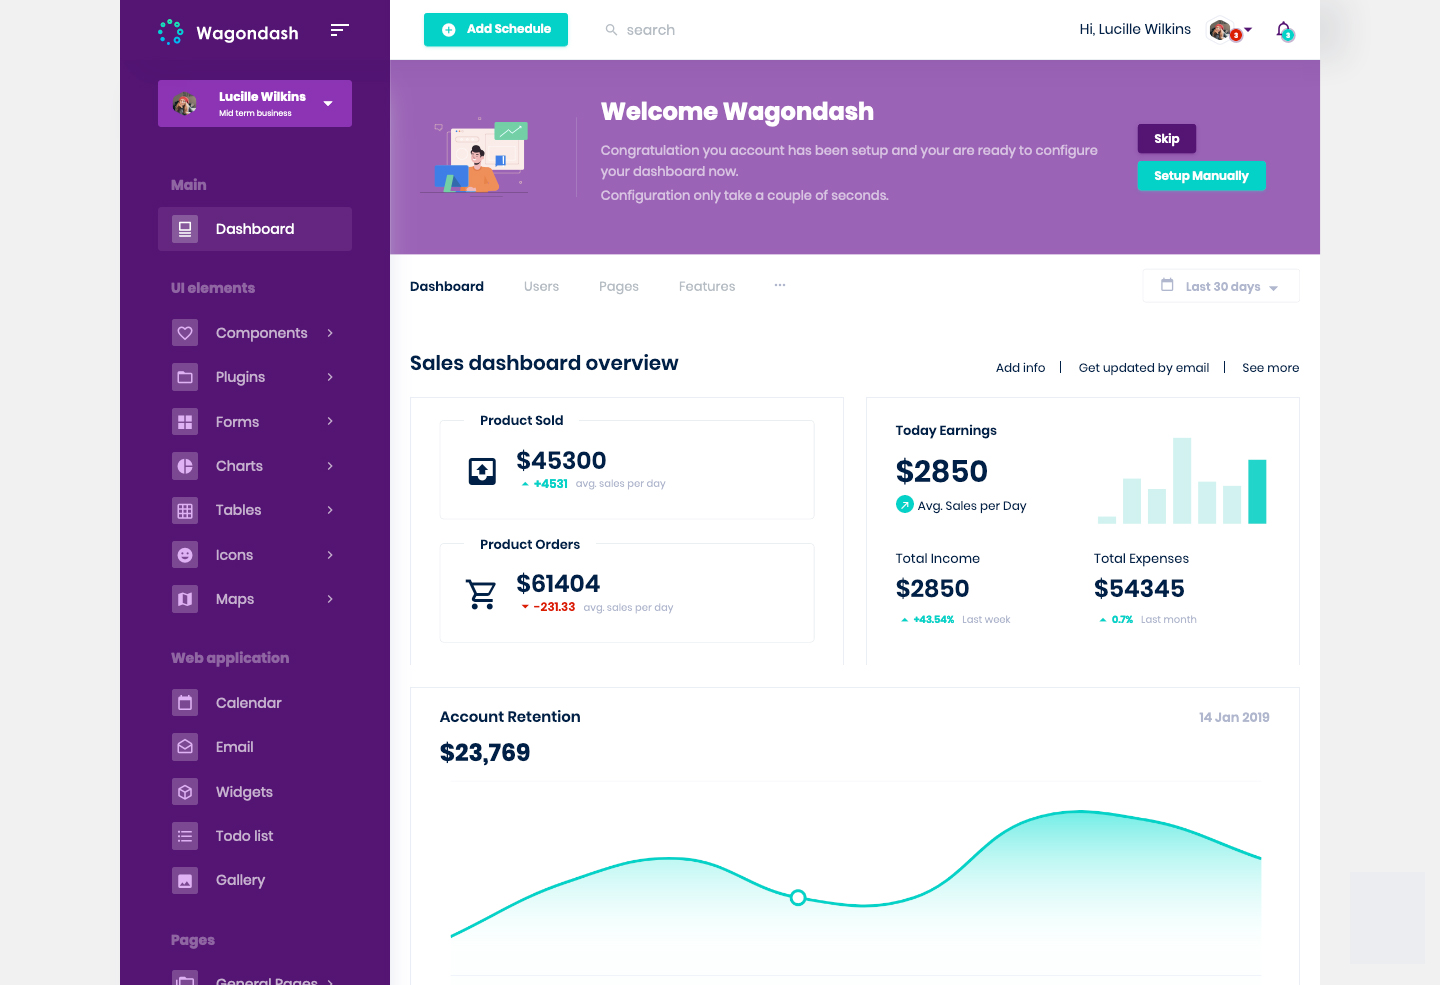 Wagondash
Add Schedule
search
Hi, Lucille Wilkins
3
3
Lucille Wilkins
Mid term business
Main
Dashboard
UI elements
Components
Plugins
Forms
Charts
Tables
Icons
Maps
Web application
Calendar
Email
Widgets
Todo list
Gallery
Pages
General Pages
Welcome Wagondash
Congratulation you account has been setup and your are ready to configure
your dashboard now.
Configuration only take a couple of seconds.
Skip
Setup Manually
Dashboard Users Pages Features ...
Last 30 days
Sales dashboard overview
Add info | Get updated by email | See more
Product Sold
$45300
+4531 avg. sales per day
Product Orders
$61404
-231.33 avg. sales per day
Today Earnings
$2850
Avg. Sales per Day
Total Income
$2850
+43.54% Last week
Total Expenses
$54345
0.7% Last month
Account Retention
14 Jan 2019
$23,769